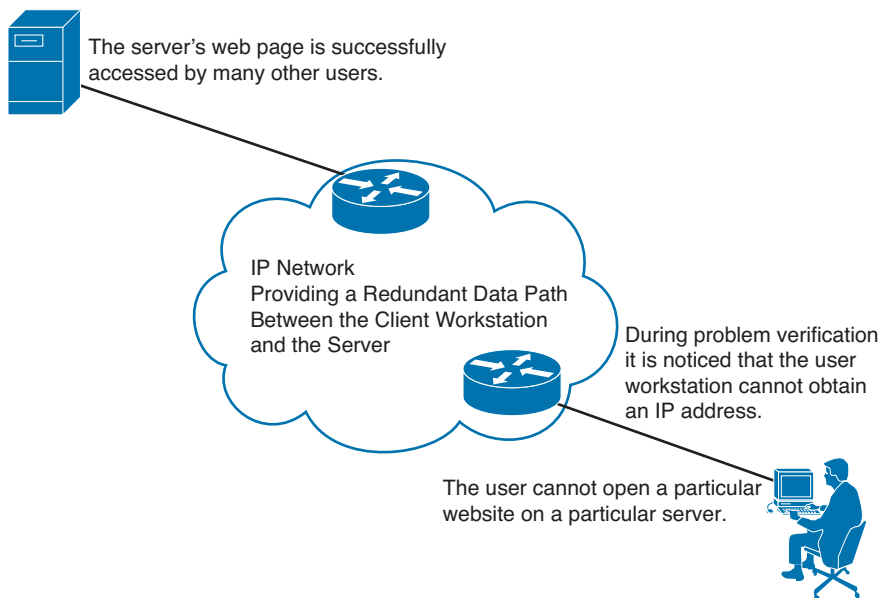 The server's web page is successfully
accessed by many other users.
IP Network
Providing a Redundant Data Path
Between the Client Workstation
and the Server
During problem verification
it is noticed that the user
workstation cannot obtain
an IP address.
The user cannot open a particular
website on a particular server.